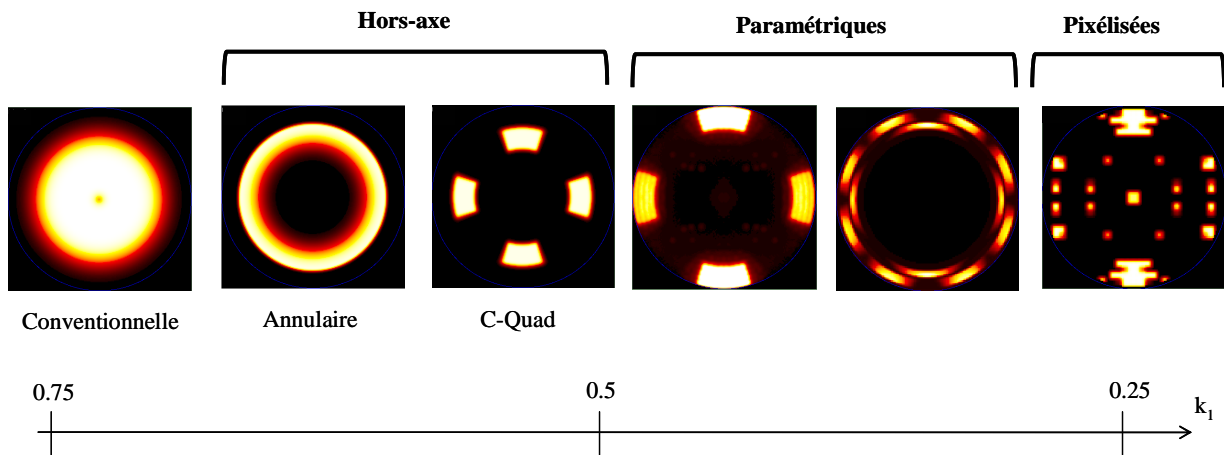 Hors-axe
Paramétriques
Pixélisées
Conventionnelle
Annulaire
C-Quad
0.75
0.5
0.25
k1